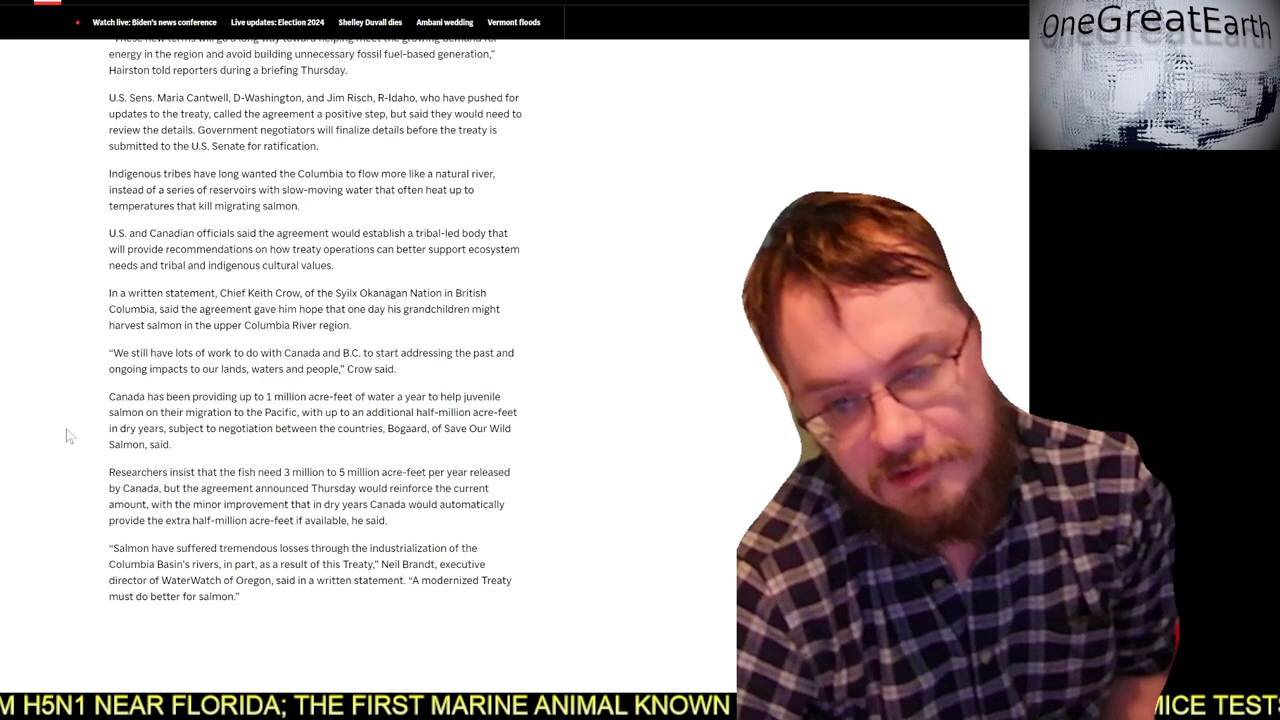 Watch live: Biden's news conference Live updates: Election 2024 Shelley Duvall dies Ambani wedding Vermont floods
OneGreatEarth
"These new terms will go a long way toward helping meet the growing demand for
energy in the region and avoid building unnecessary fossil fuel-based generation,"
Hairston told reporters during a briefing Thursday.
U.S. Sens. Maria Cantwell, D-Washington, and Jim Risch, R-Idaho, who have pushed for
updates to the treaty, called the agreement a positive step, but said they would need to
review the details. Government negotiators will finalize details before the treaty is
submitted to the U.S. Senate for ratification.
Indigenous tribes have long wanted the Columbia to flow more like a natural river,
instead of a series of reservoirs with slow-moving water that often heat up to
temperatures that kill migrating salmon.
U.S. and Canadian officials said the agreement would establish a tribal-led body that
will provide recommendations on how treaty operations can better support ecosystem
needs and tribal and indigenous cultural values.
In a written statement, Chief Keith Crow, of the Syilx Okanagan Nation in British
Columbia, said the agreement gave him hope that one day his grandchildren might
harvest salmon in the upper Columbia River region.
“We still have lots of work to do with Canada and B.C. to start addressing the past and
ongoing impacts to our lands, waters and people,” Crow said.
Canada has been providing up to 1 million acre-feet of water a year to help juvenile
salmon on their migration to the Pacific, with up to an additional half-million acre-feet
in dry years, subject to negotiation between the countries, Bogaard, of Save Our Wild
Salmon, said.
Researchers insist that the fish need 3 million to 5 million acre-feet per year released
by Canada, but the agreement announced Thursday would reinforce the current
amount, with the minor improvement that in dry years Canada would automatically
provide the extra half-million acre-feet if available, he said.
“Salmon have suffered tremendous losses through the industrialization of the
Columbia Basin’s rivers, in part, as a result of this Treaty,” Neil Brandt, executive
director of WaterWatch of Oregon, said in a written statement. “A modernized Treaty
must do better for salmon.”
M H5N1 NEAR FLORIDA; THE FIRST MARINE ANIMAL KNOWN MICE TEST